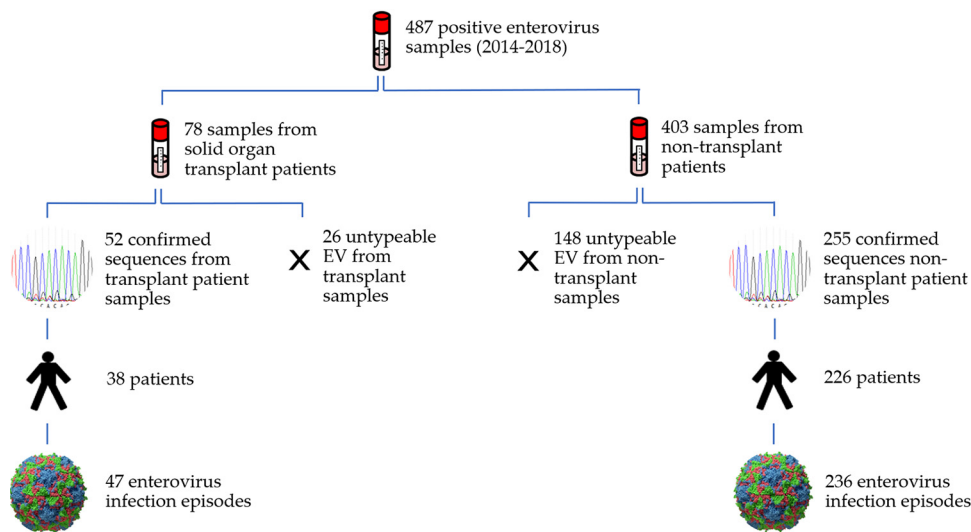 487 positive enterovirus
samples (2014-2018)
78 samples from
solid organ
transplant patients
403 samples from
non-transplant
patients
52 confirmed
sequences from
transplant patient
samples
26 untypeable
EV from
transplant
samples
148 untypeable
EV from non-
transplant
samples
255 confirmed
sequences non-
transplant patient
samples
38 patients
226 patients
47 enterovirus
infection episodes
236 enterovirus
infection episodes